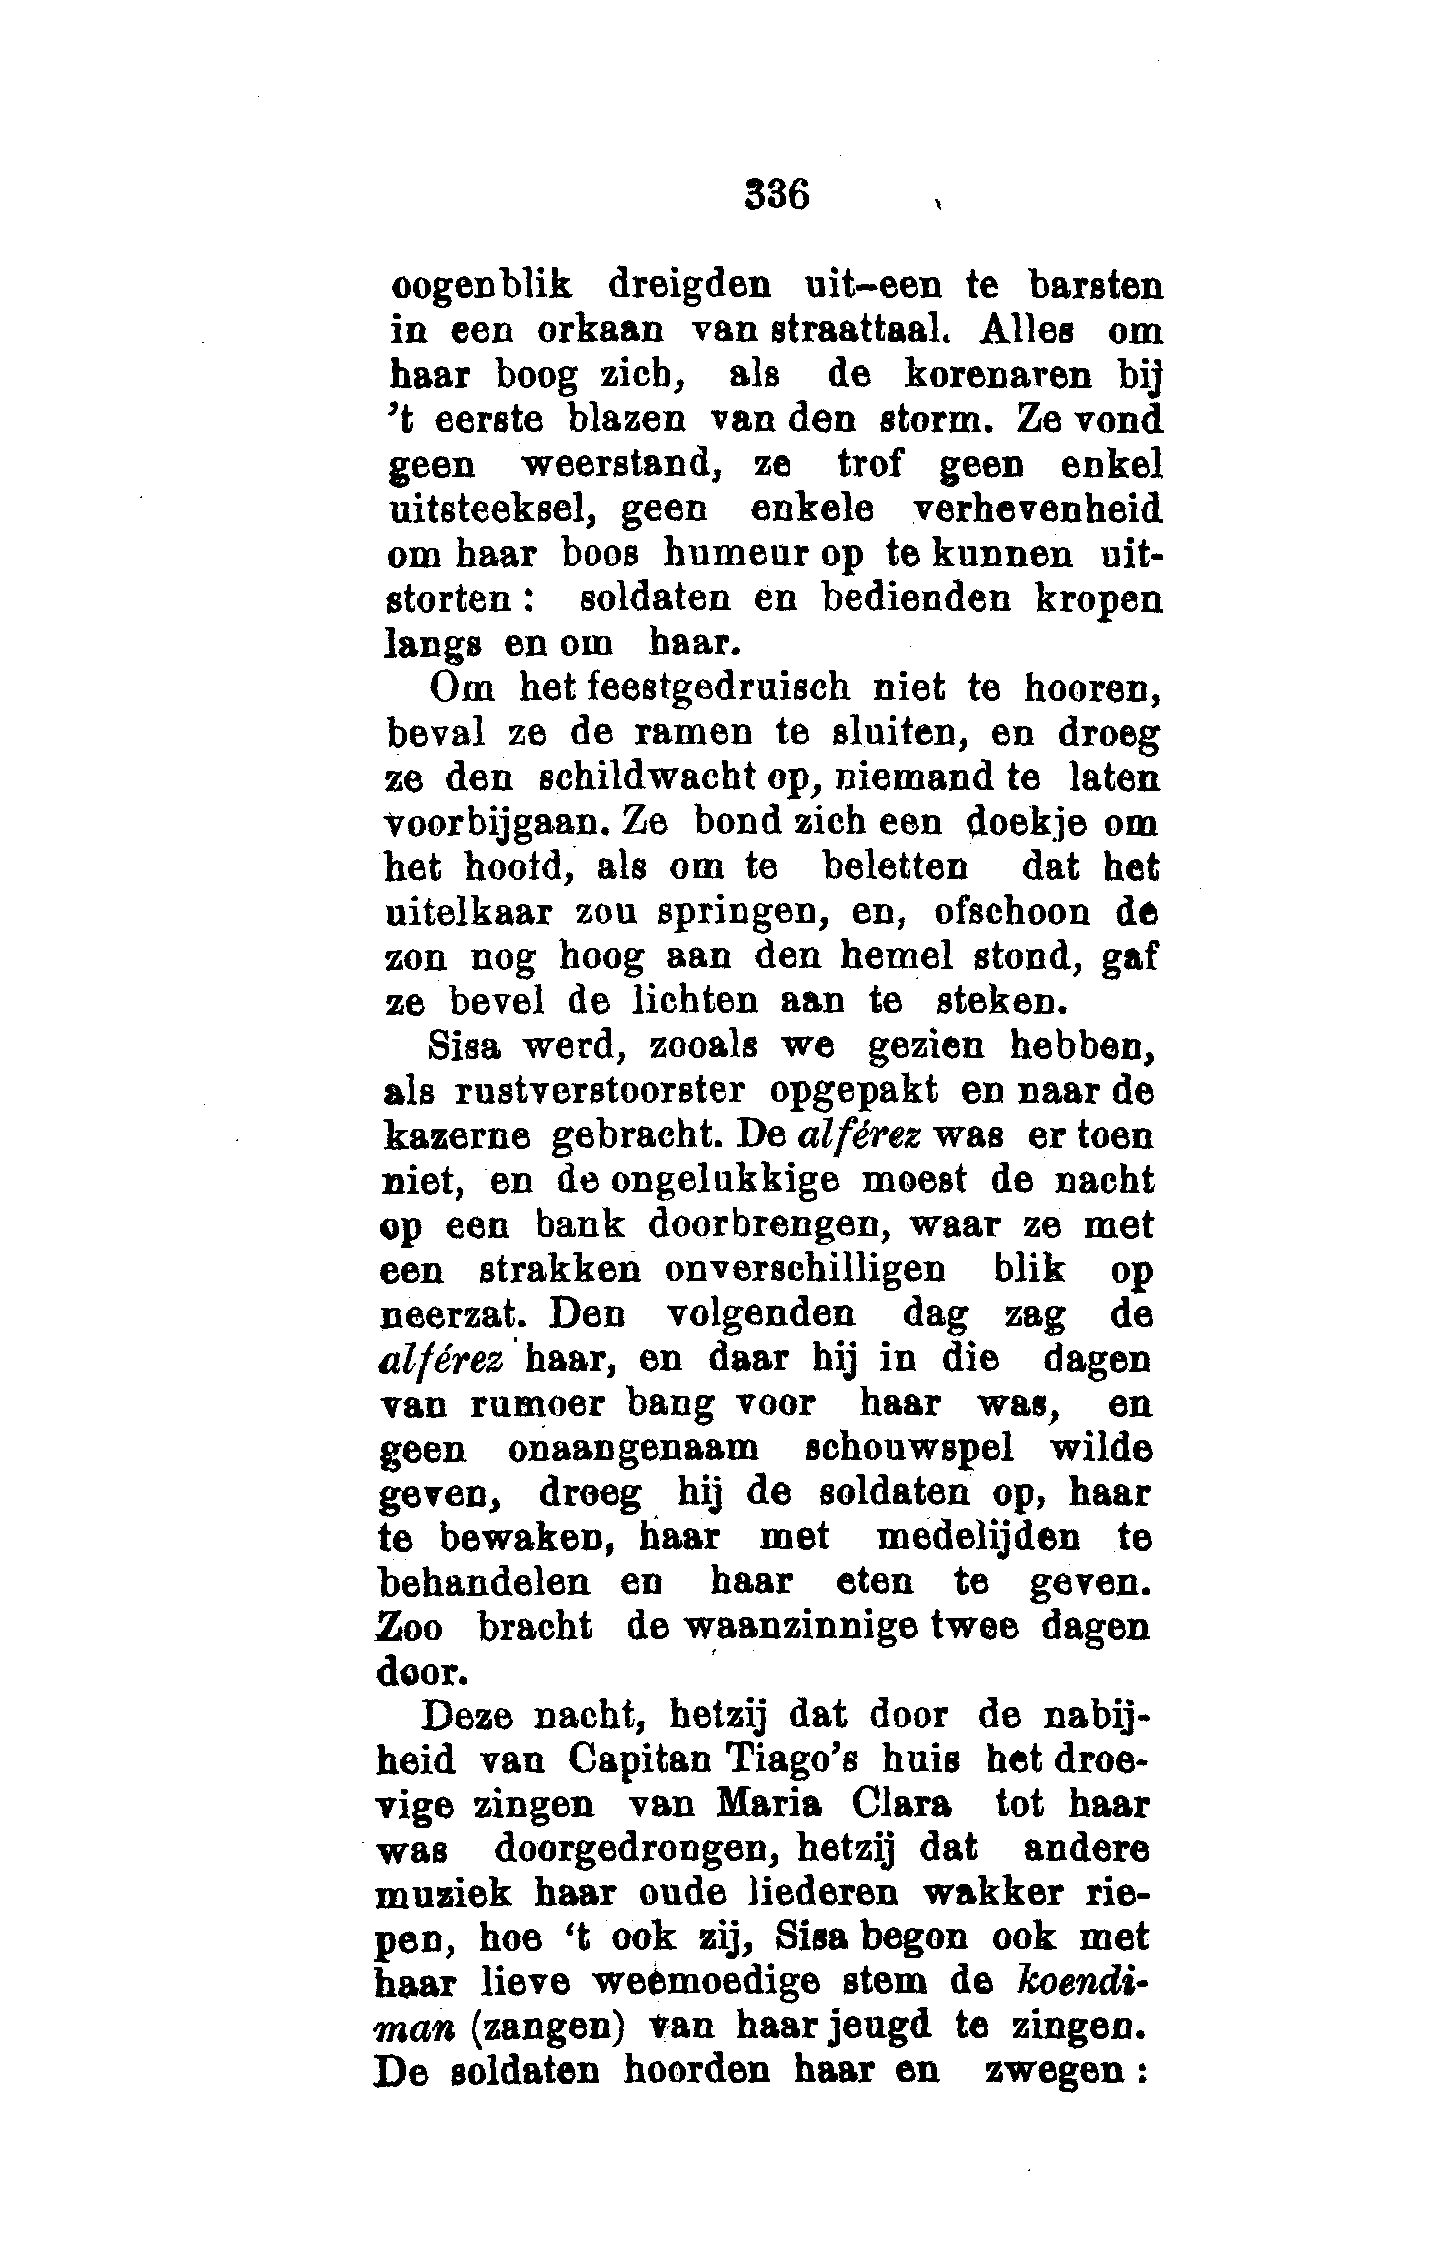 336
oogenblik dreigden uit-een te barsten
in een orkaan van straattaal. Alles om
haar boog zich, als de korenaren bij
't eerste blazen van den storm. Ze vond
geen weerstand, ze trof geen enkel
uitsteeksel, geen enkele verhevenheid
om haar boos humeur op te kunnen uit-
storten : soldaten en bedienden kropen
langs en om haar.
Om het feestgedruisch niet te hooren,
beval ze de ramen te sluiten, en droeg
ze den schildwacht op, niemand te laten
voorbijgaan. Ze bond zich een doekje om
het hoofd, als om te beletten dat het
uitelkaar zou springen, en, ofschoon de
zon nog hoog aan den hemel stond, gaf
ze bevel de lichten aan te steken.
Sisa werd, zooals we gezien hebben,
als rustverstoorster opgepakt en naar de
kazerne gebracht. De alférez was er toen
niet, en de ongelukkige moest de nacht
op een bank doorbrengen, waar ze met
een strakken onverschilligen blik op
neerzat. Den volgenden dag zag de
alférez haar, en daar hij in die dagen
van rumoer bang voor haar was, en
geen onaangenaam schouwspel wilde
geven, droeg hij de soldaten op, haar
te bewaken, haar met medelijden te
behandelen en haar eten te geven.
Zoo bracht de waanzinnige twee dagen
door.
Deze nacht, hetzij dat door de nabij-
heid van Capitan Tiago's huis het droe-
vige zingen van Maria Clara tot haar
was doorgedrongen, hetzij dat andere
muziek haar oude liederen wakker rie-
pen, hoe ‘t ook zij, Sisa begon ook met
haar lieve weemoedige stem de koendi-
man (zangen) van haar jeugd te zingen.
De soldaten hoorden haar en zwegen :